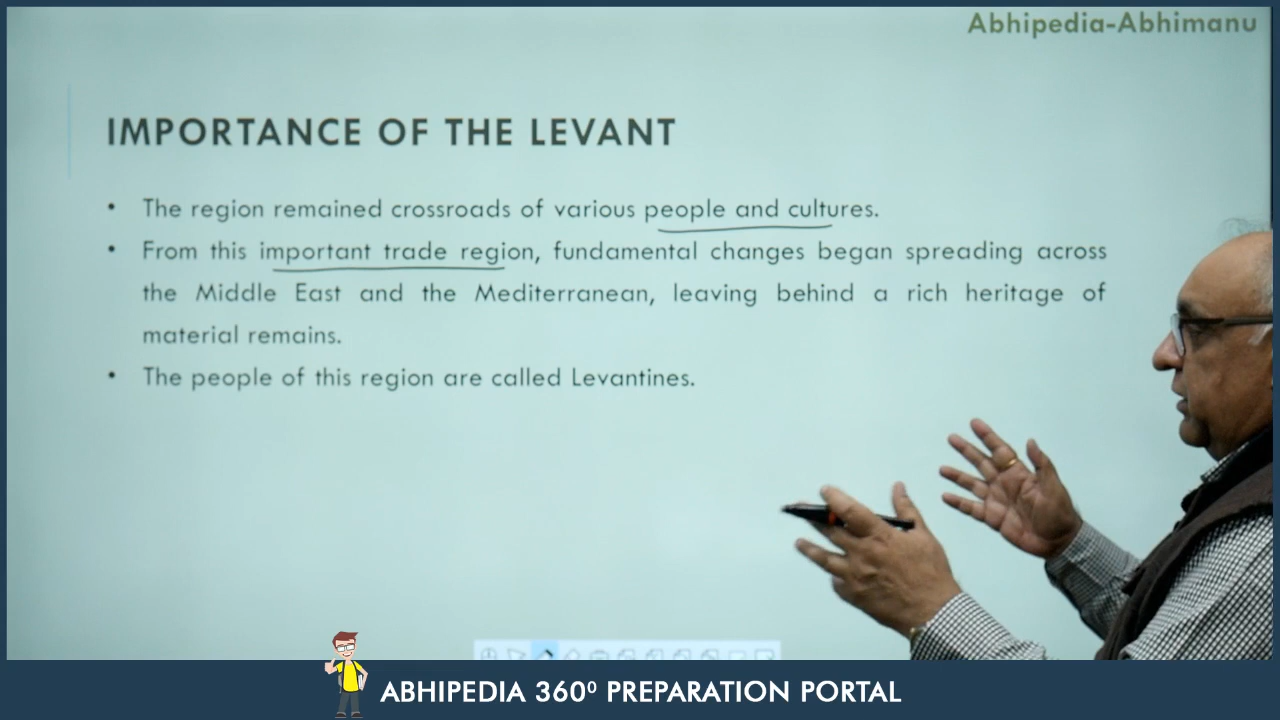 Abhipedia-Abhimanu
IMPORTANCE OF THE LEVANT
• The region remained crossroads of various people and cultures.
• From this important trade region, fundamental changes began spreading across
the Middle East and the Mediterranean, leaving behind a rich heritage of
material remains.
• The people of this region are called Levantines.
ABHIPEDIA 360⁰ PREPARATION PORTAL